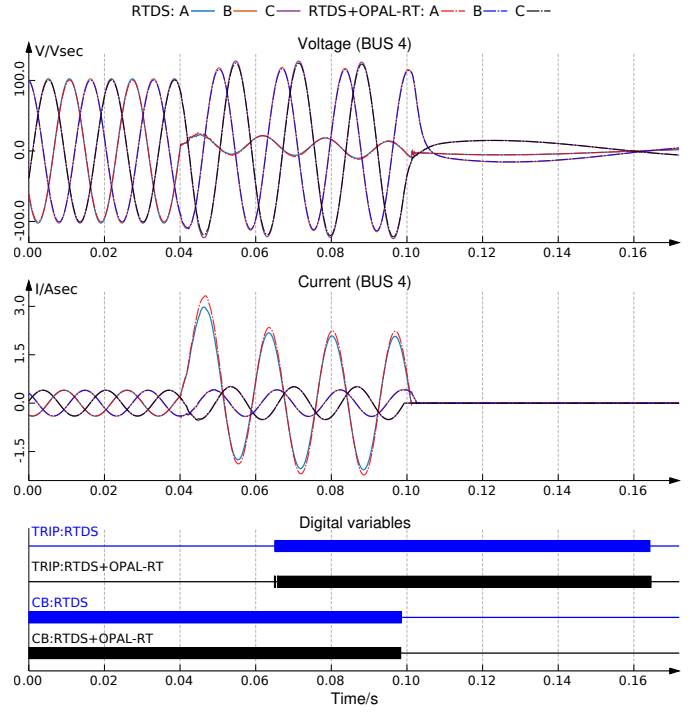 RTDS: A B C RTDS+OPAL-RT: A B C
V/Vsec
Voltage (BUS 4)
100.0
0.0
-100.0
0.00 0.02 0.04 0.06 0.08 0.10 0.12 0.14 0.16
I/Asec
Current (BUS 4)
3.0
1.5
0.0
-1.5
0.00 0.02 0.04 0.06 0.08 0.10 0.12 0.14 0.16
Digital variables
TRIP:RTDS
TRIP:RTDS+OPAL-RT
CB:RTDS
CB:RTDS+OPAL-RT
0.00 0.02 0.04 0.06 0.08 0.10 0.12 0.14 0.16
Time/s